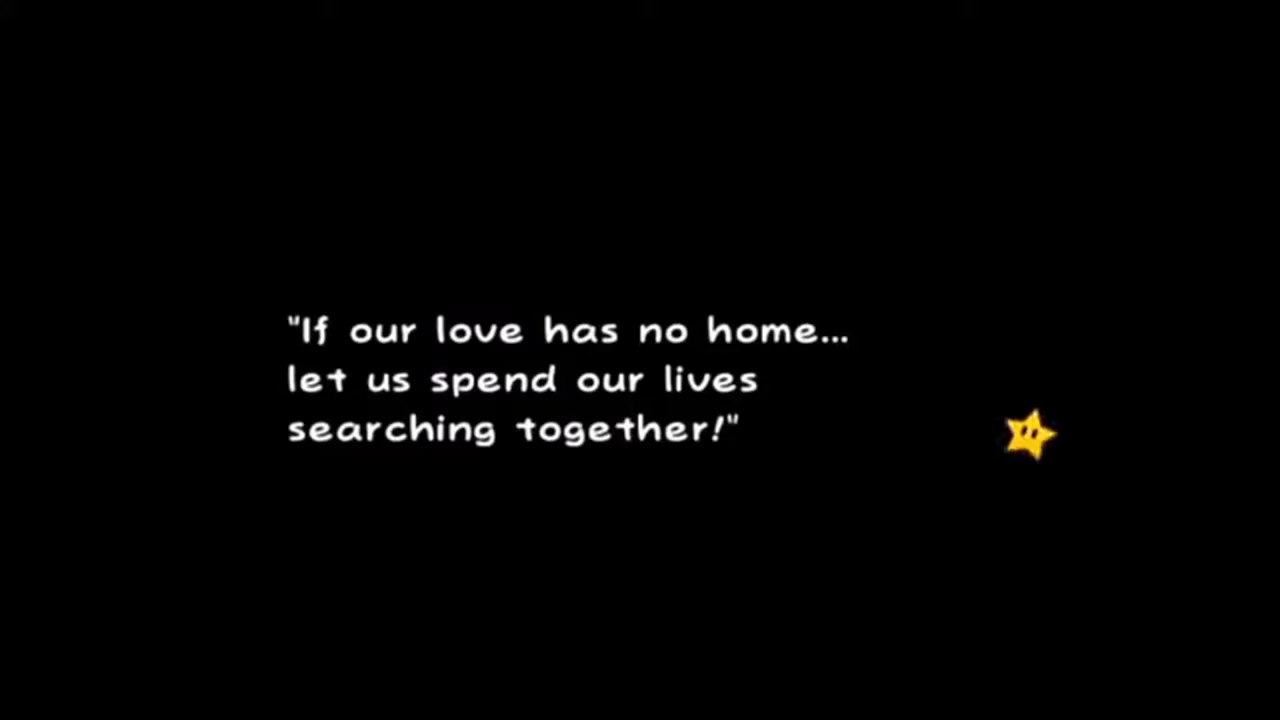 "If our love has no home...
let us spend our lives
searching together!"